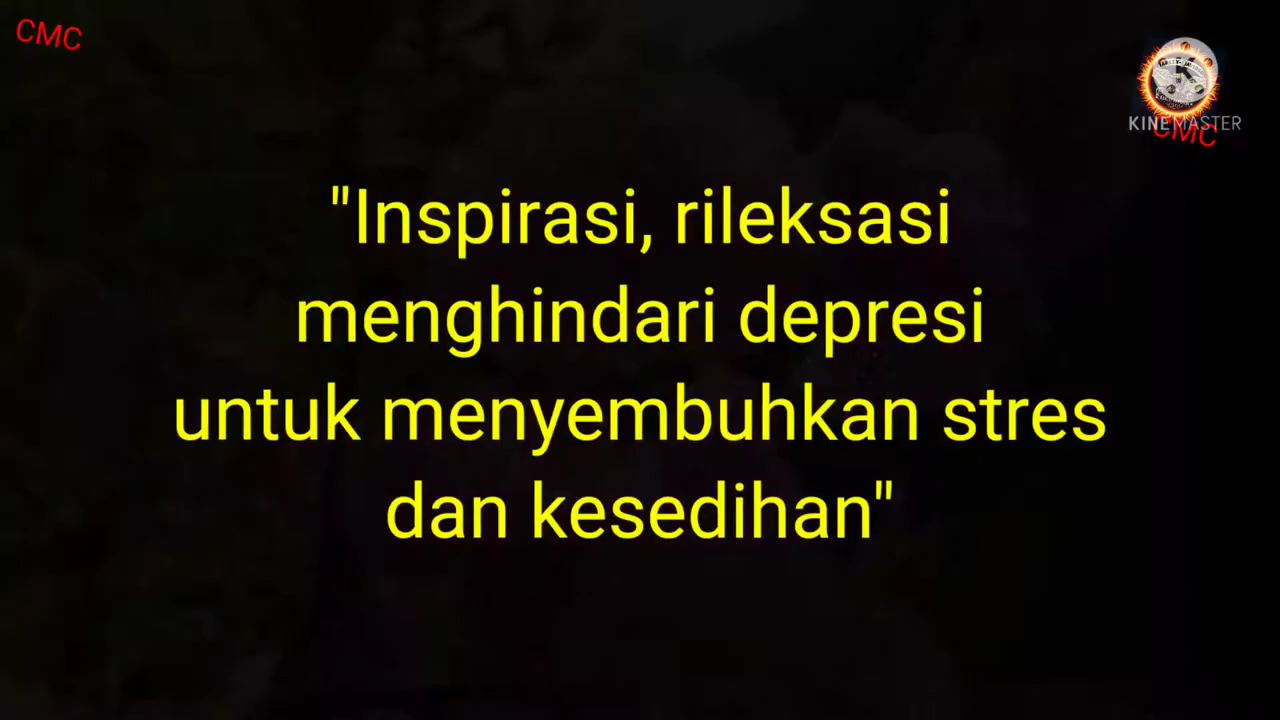 CMC
KINEMASTER
CMC
"Inspirasi, rileksasi
menghindari depresi
untuk menyembuhkan stres
dan kesedihan"